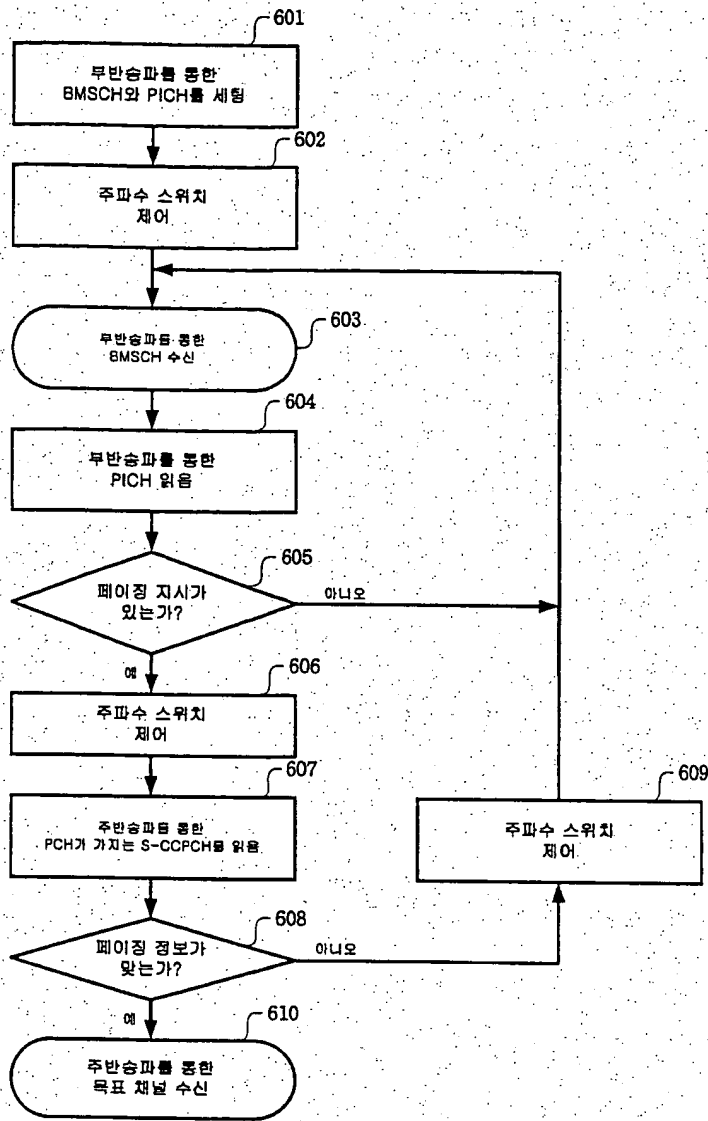 601
부반송파를 통한
BMSCH와 PICH를 세팅
602
주파수 스위치
제어
603
부반송파를 통한
BMSCH 수신
604
부반송파를 통한
PICH 읽음
605
페이징 지시가
있는가?
아니오
예
606
주파수 스위치
제어
607
주반송파를 통한
PCH가 가지는 S-CCPCH를 읽음
609
주파수 스위치
제어
608
페이징 정보가
맞는가?
아니오
예
610
주반송파를 통한
목표 채널 수신